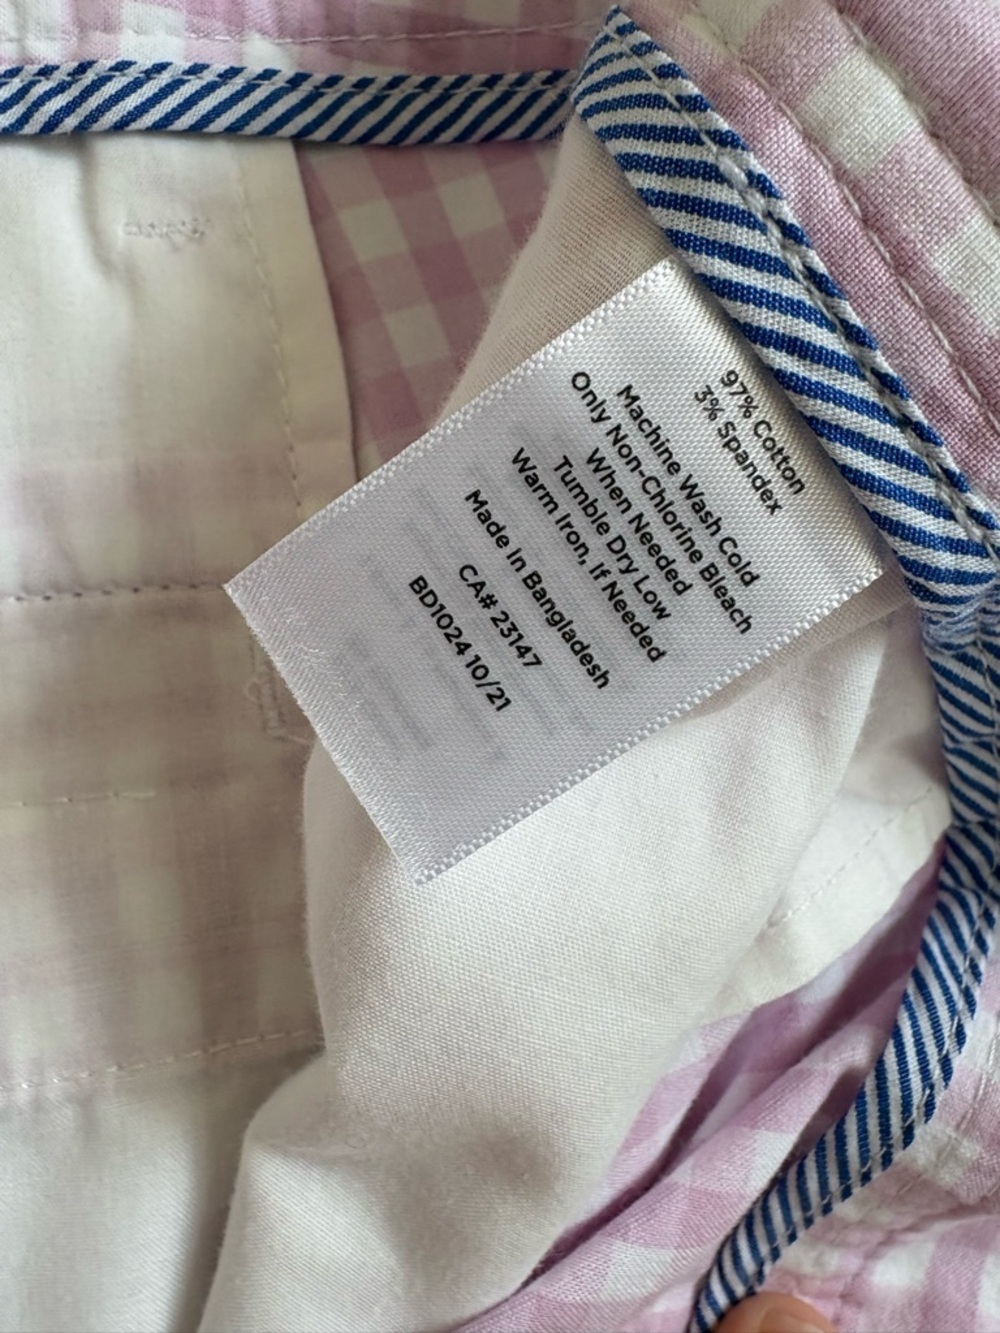 97% Cotton
3% Spandex
Machine Wash Cold
Only Non-Chlorine Bleach
When Needed
Tumble Dry Low
Warm Iron, If Needed
Made In Bangladesh
CA# 23147
BD1024 10/21